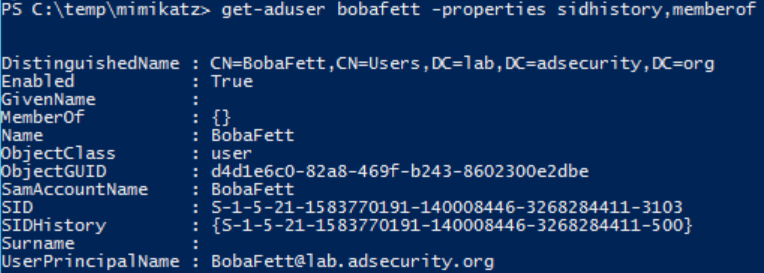 PS C:\temp\mimikatz> get-aduser bobafett -properties sidhistory,memberof
DistinguishedName : CN=BobaFett,CN=Users,DC=lab,DC=adsecurity,DC=org
Enabled : True
GivenName :
MemberOf : {}
Name : BobaFett
ObjectClass : user
ObjectGUID : d4d1e6c0-82a8-469f-b243-8602300e2dbe
SamAccountName : BobaFett
SID : S-1-5-21-1583770191-140008446-3268284411-3103
SIDHistory : {S-1-5-21-1583770191-140008446-3268284411-500}
Surname :
UserPrincipalName : BobaFett@lab.adsecurity.org